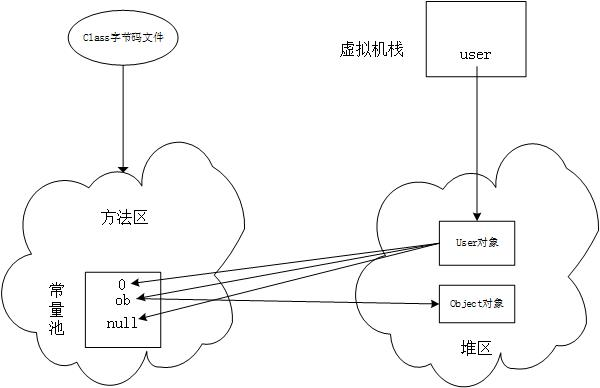 Class字节码文件
虚拟机栈
user
方法区
常
量
池
0
ob
null
User对象
Object对象
堆区